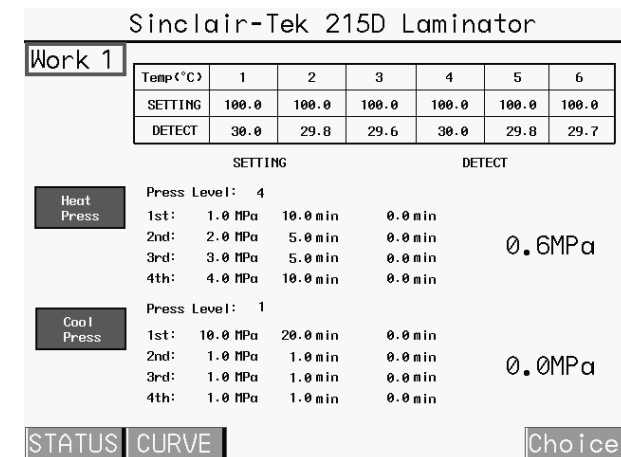 Sinclair-Tek 215D Laminator
Work 1
Temp(°C) 1 2 3 4 5 6
SETTING 100.0 100.0 100.0 100.0 100.0 100.0
DETECT 30.0 29.8 29.6 30.0 29.8 29.7
SETTING DETECT
Heat
Press
Press Level: 4
1st: 1.0 MPa 10.0 min 0.0 min
2nd: 2.0 MPa 5.0 min 0.0 min
3rd: 3.0 MPa 5.0 min 0.0 min
4th: 4.0 MPa 10.0 min 0.0 min
0.6MPa
Cool
Press
Press Level: 1
1st: 10.0 MPa 20.0 min 0.0 min
2nd: 1.0 MPa 1.0 min 0.0 min
3rd: 1.0 MPa 1.0 min 0.0 min
4th: 1.0 MPa 1.0 min 0.0 min
0.0MPa
STATUS CURVE Choice